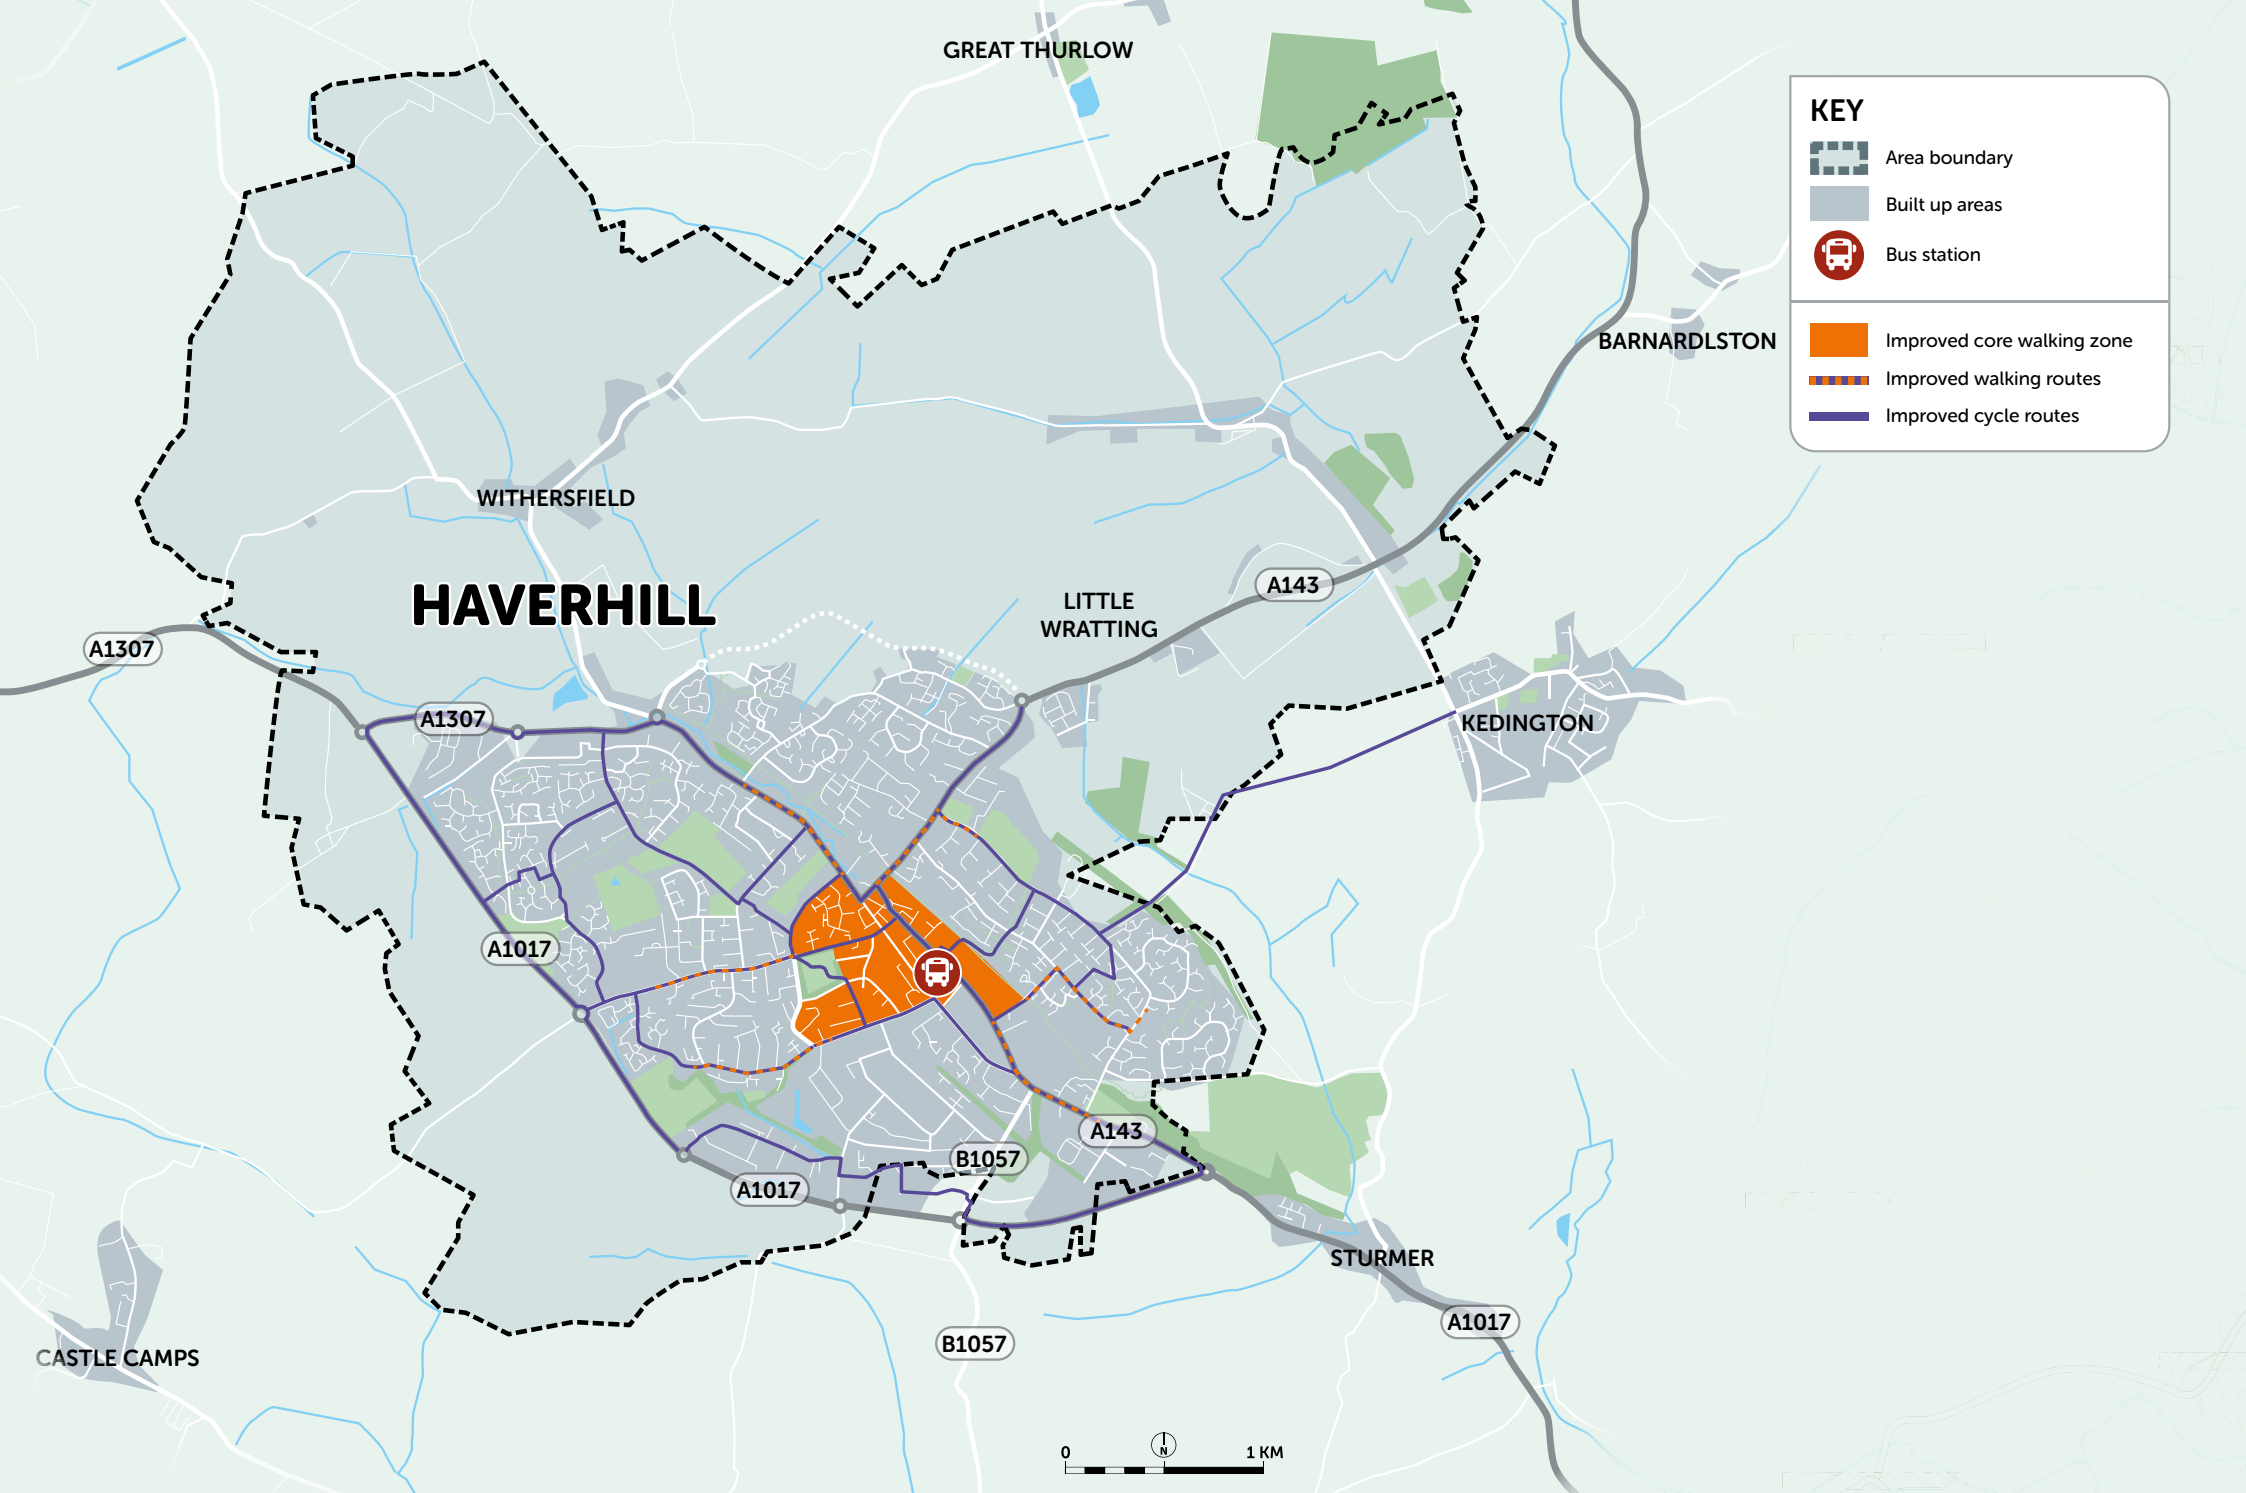 GREAT THURLOW
KEY
Area boundary
Built up areas
Bus station
Improved core walking zone
Improved walking routes
Improved cycle routes
BARNARDLSTON
WITHERSFIELD
HAVERHILL
A143
LITTLE
WRATTING
A1307
A1307
KEDINGTON
A1017
A143
B1057
A1017
STURMER
A1017
B1057
CASTLE CAMPS
0
N
1 KM